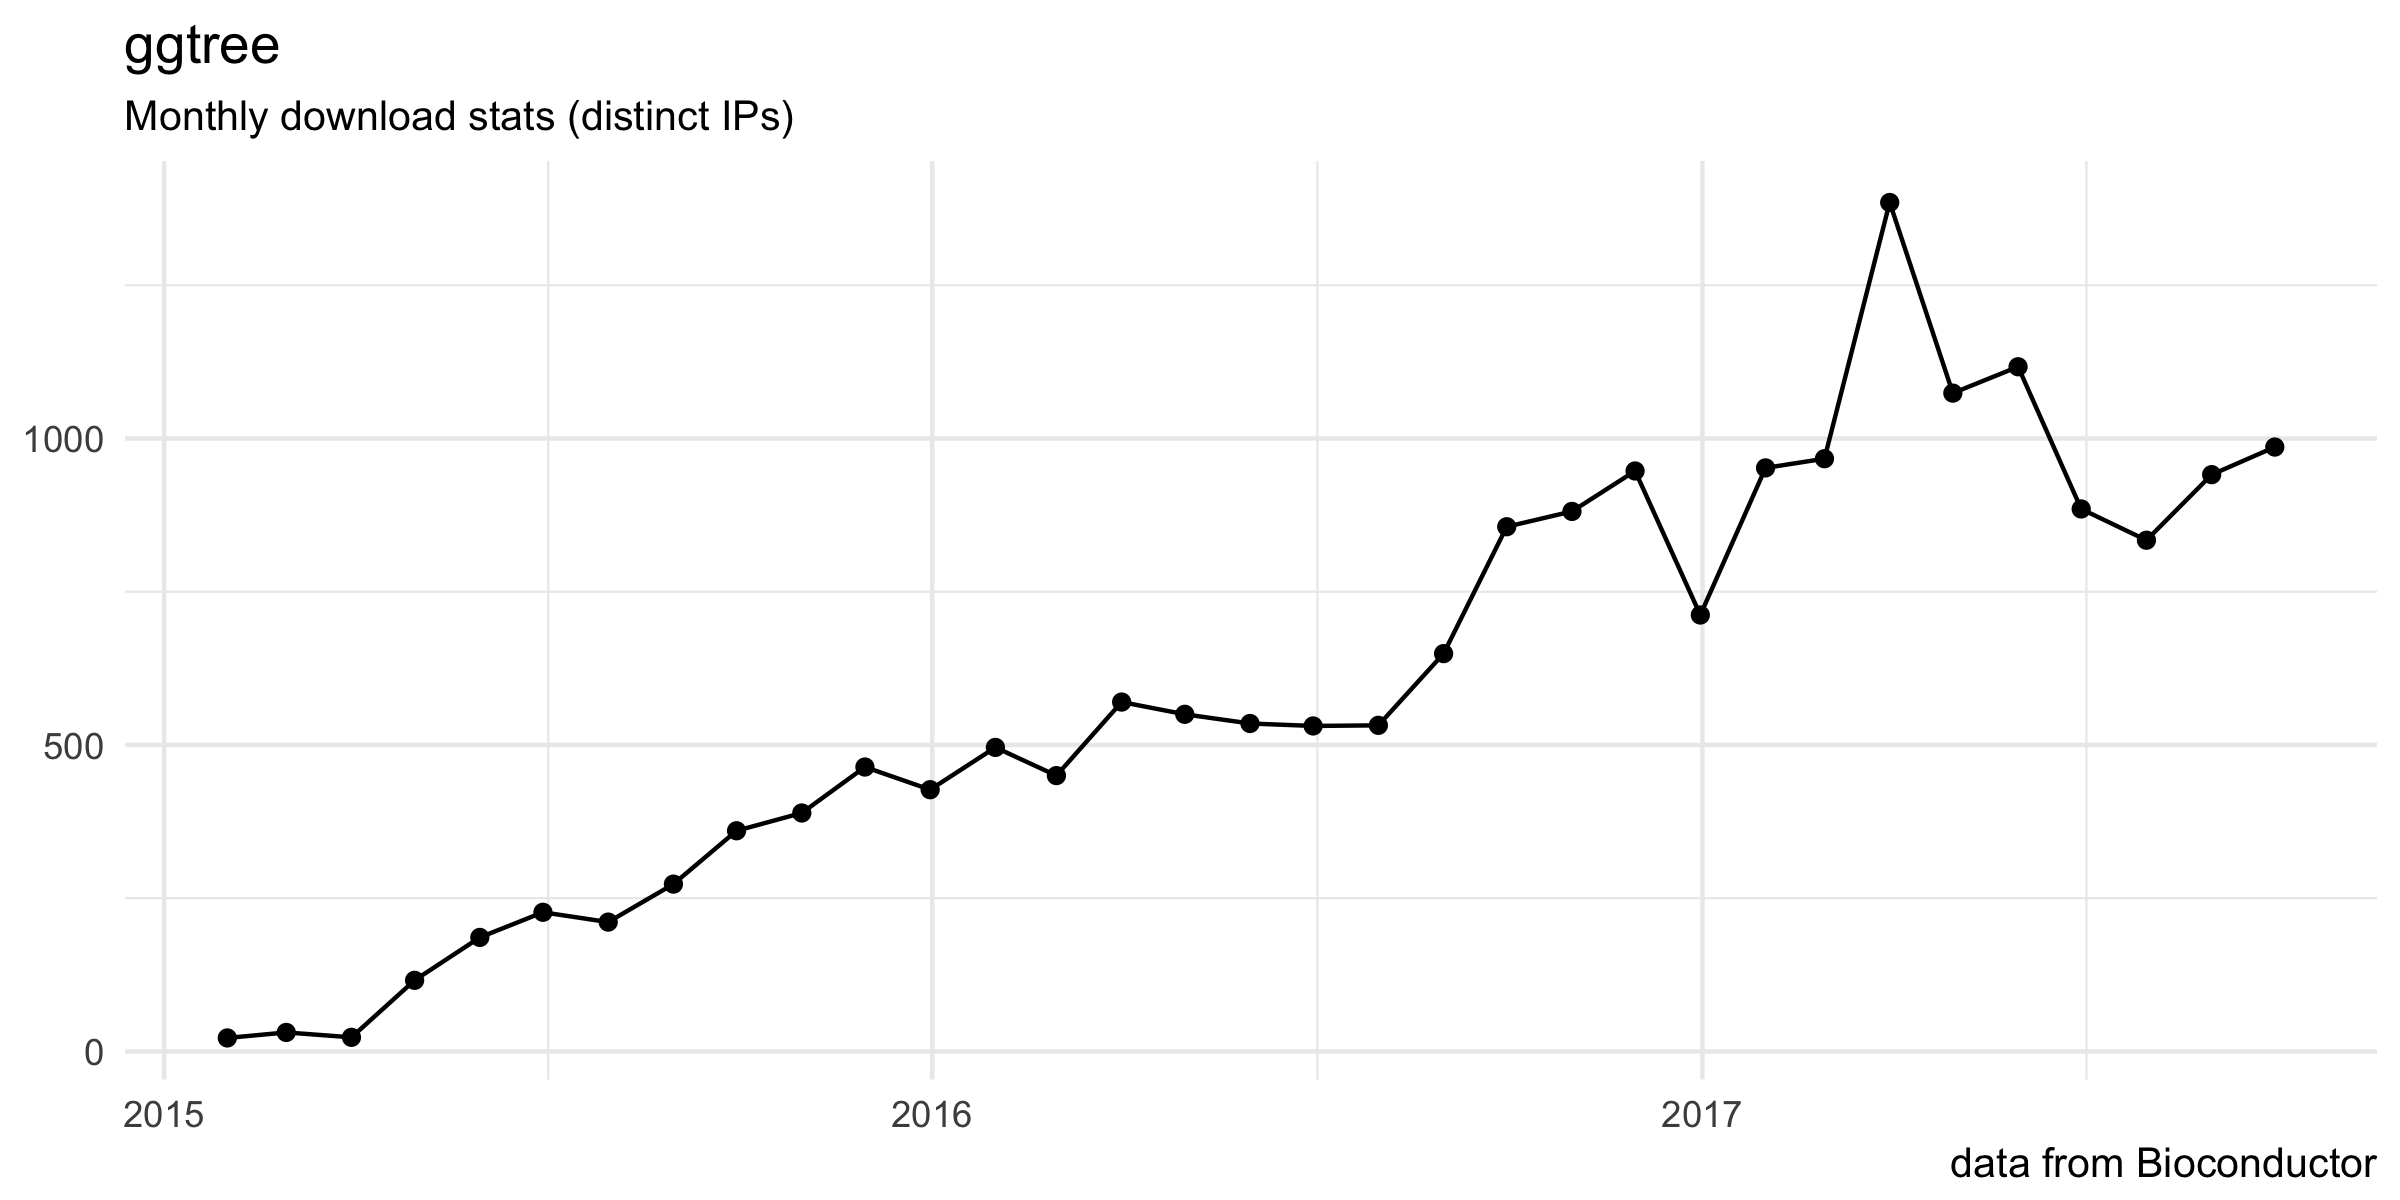 ggtree
Monthly download stats (distinct IPs)
1000
500
0
2015 2016 2017
data from Bioconductor